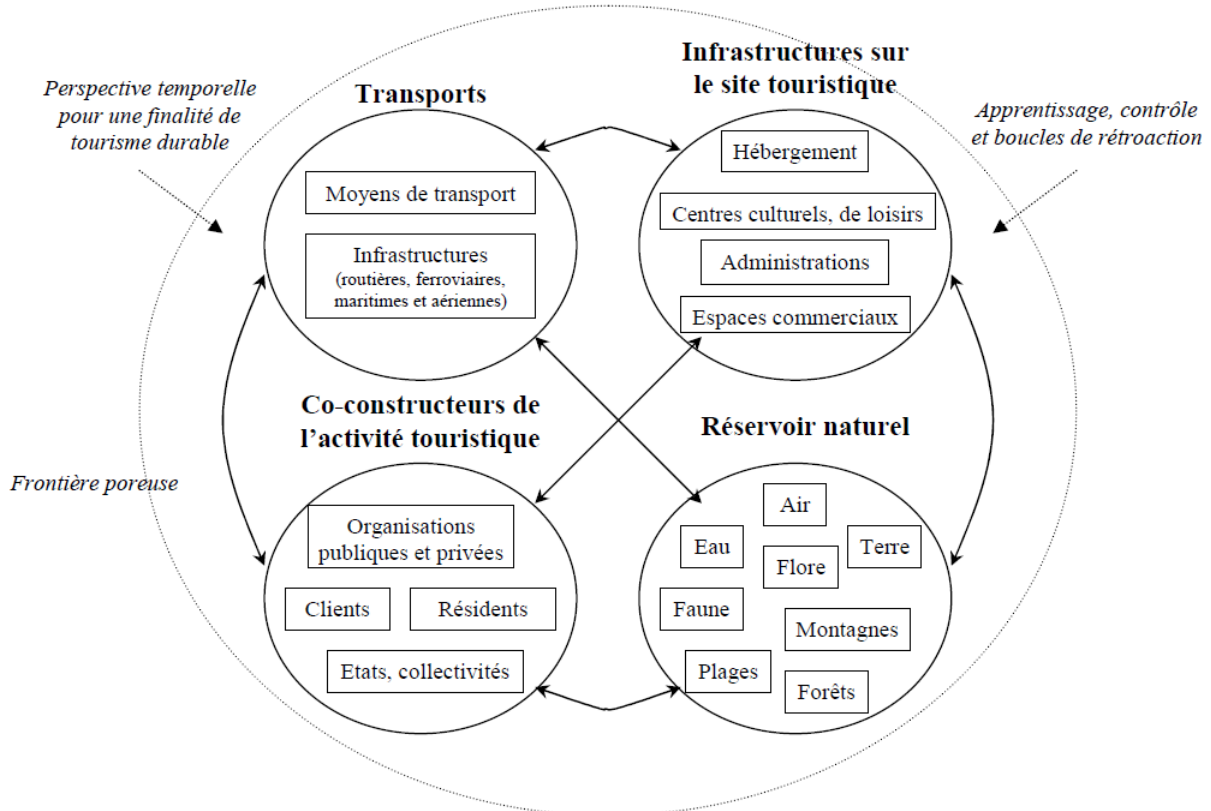 Infrastructures sur
le site touristique
Perspective temporelle
pour une finalité de
tourisme durable
Transports
Apprentissage, contrôle
et boucles de rétroaction
Moyens de transport
Infrastructures
(routières, ferroviaires,
maritimes et aériennes)
Hébergement
Centres culturels, de loisirs
Administrations
Espaces commerciaux
Co-constructeurs de
l'activité touristique
Réservoir naturel
Frontière poreuse
Organisations
publiques et privées
Clients
Résidents
Etats, collectivités
Air
Eau
Terre
Flore
Faune
Montagnes
Plages
Forêts